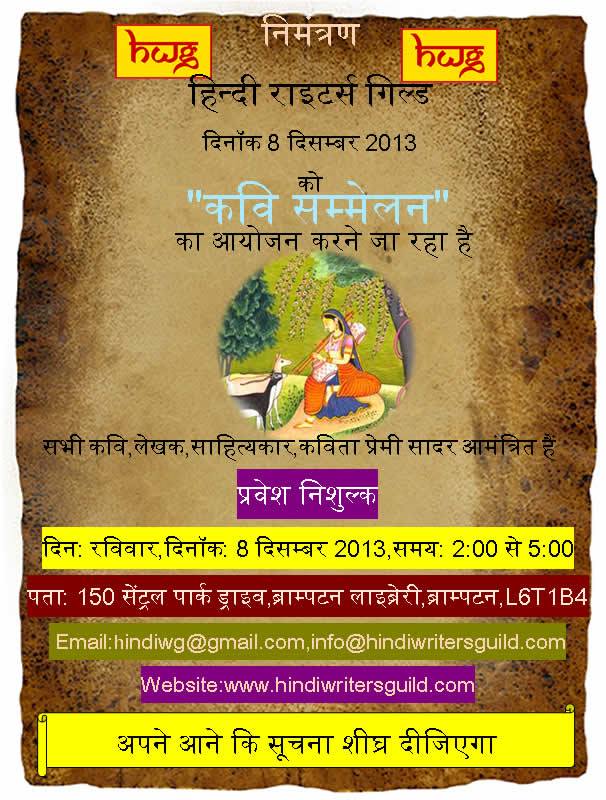 निमंत्रण
hwg
hwg
हिन्दी राइटर्स गिल्ड
दिनॉक 8 दिसम्बर 2013
को
"कवि सम्मेलन"
का आयोजन करने जा रहा है
सभी कवि,लेखक,साहित्यकार,कविता प्रेमी सादर आमंत्रित हैं
प्रवेश निशुल्क
दिन: रविवार,दिनॉक: 8 दिसम्बर 2013,समय: 2:00 से 5:00
पता: 150 सेंट्रल पार्क ड्राइव,ब्राम्पटन लाइब्रेरी,ब्राम्पटन,L6T1B4
Email:hindiwg@gmail.com,info@hindiwritersguild.com
Website:www.hindiwritersguild.com
अपने आने कि सूचना शीघ्र दीजिएगा